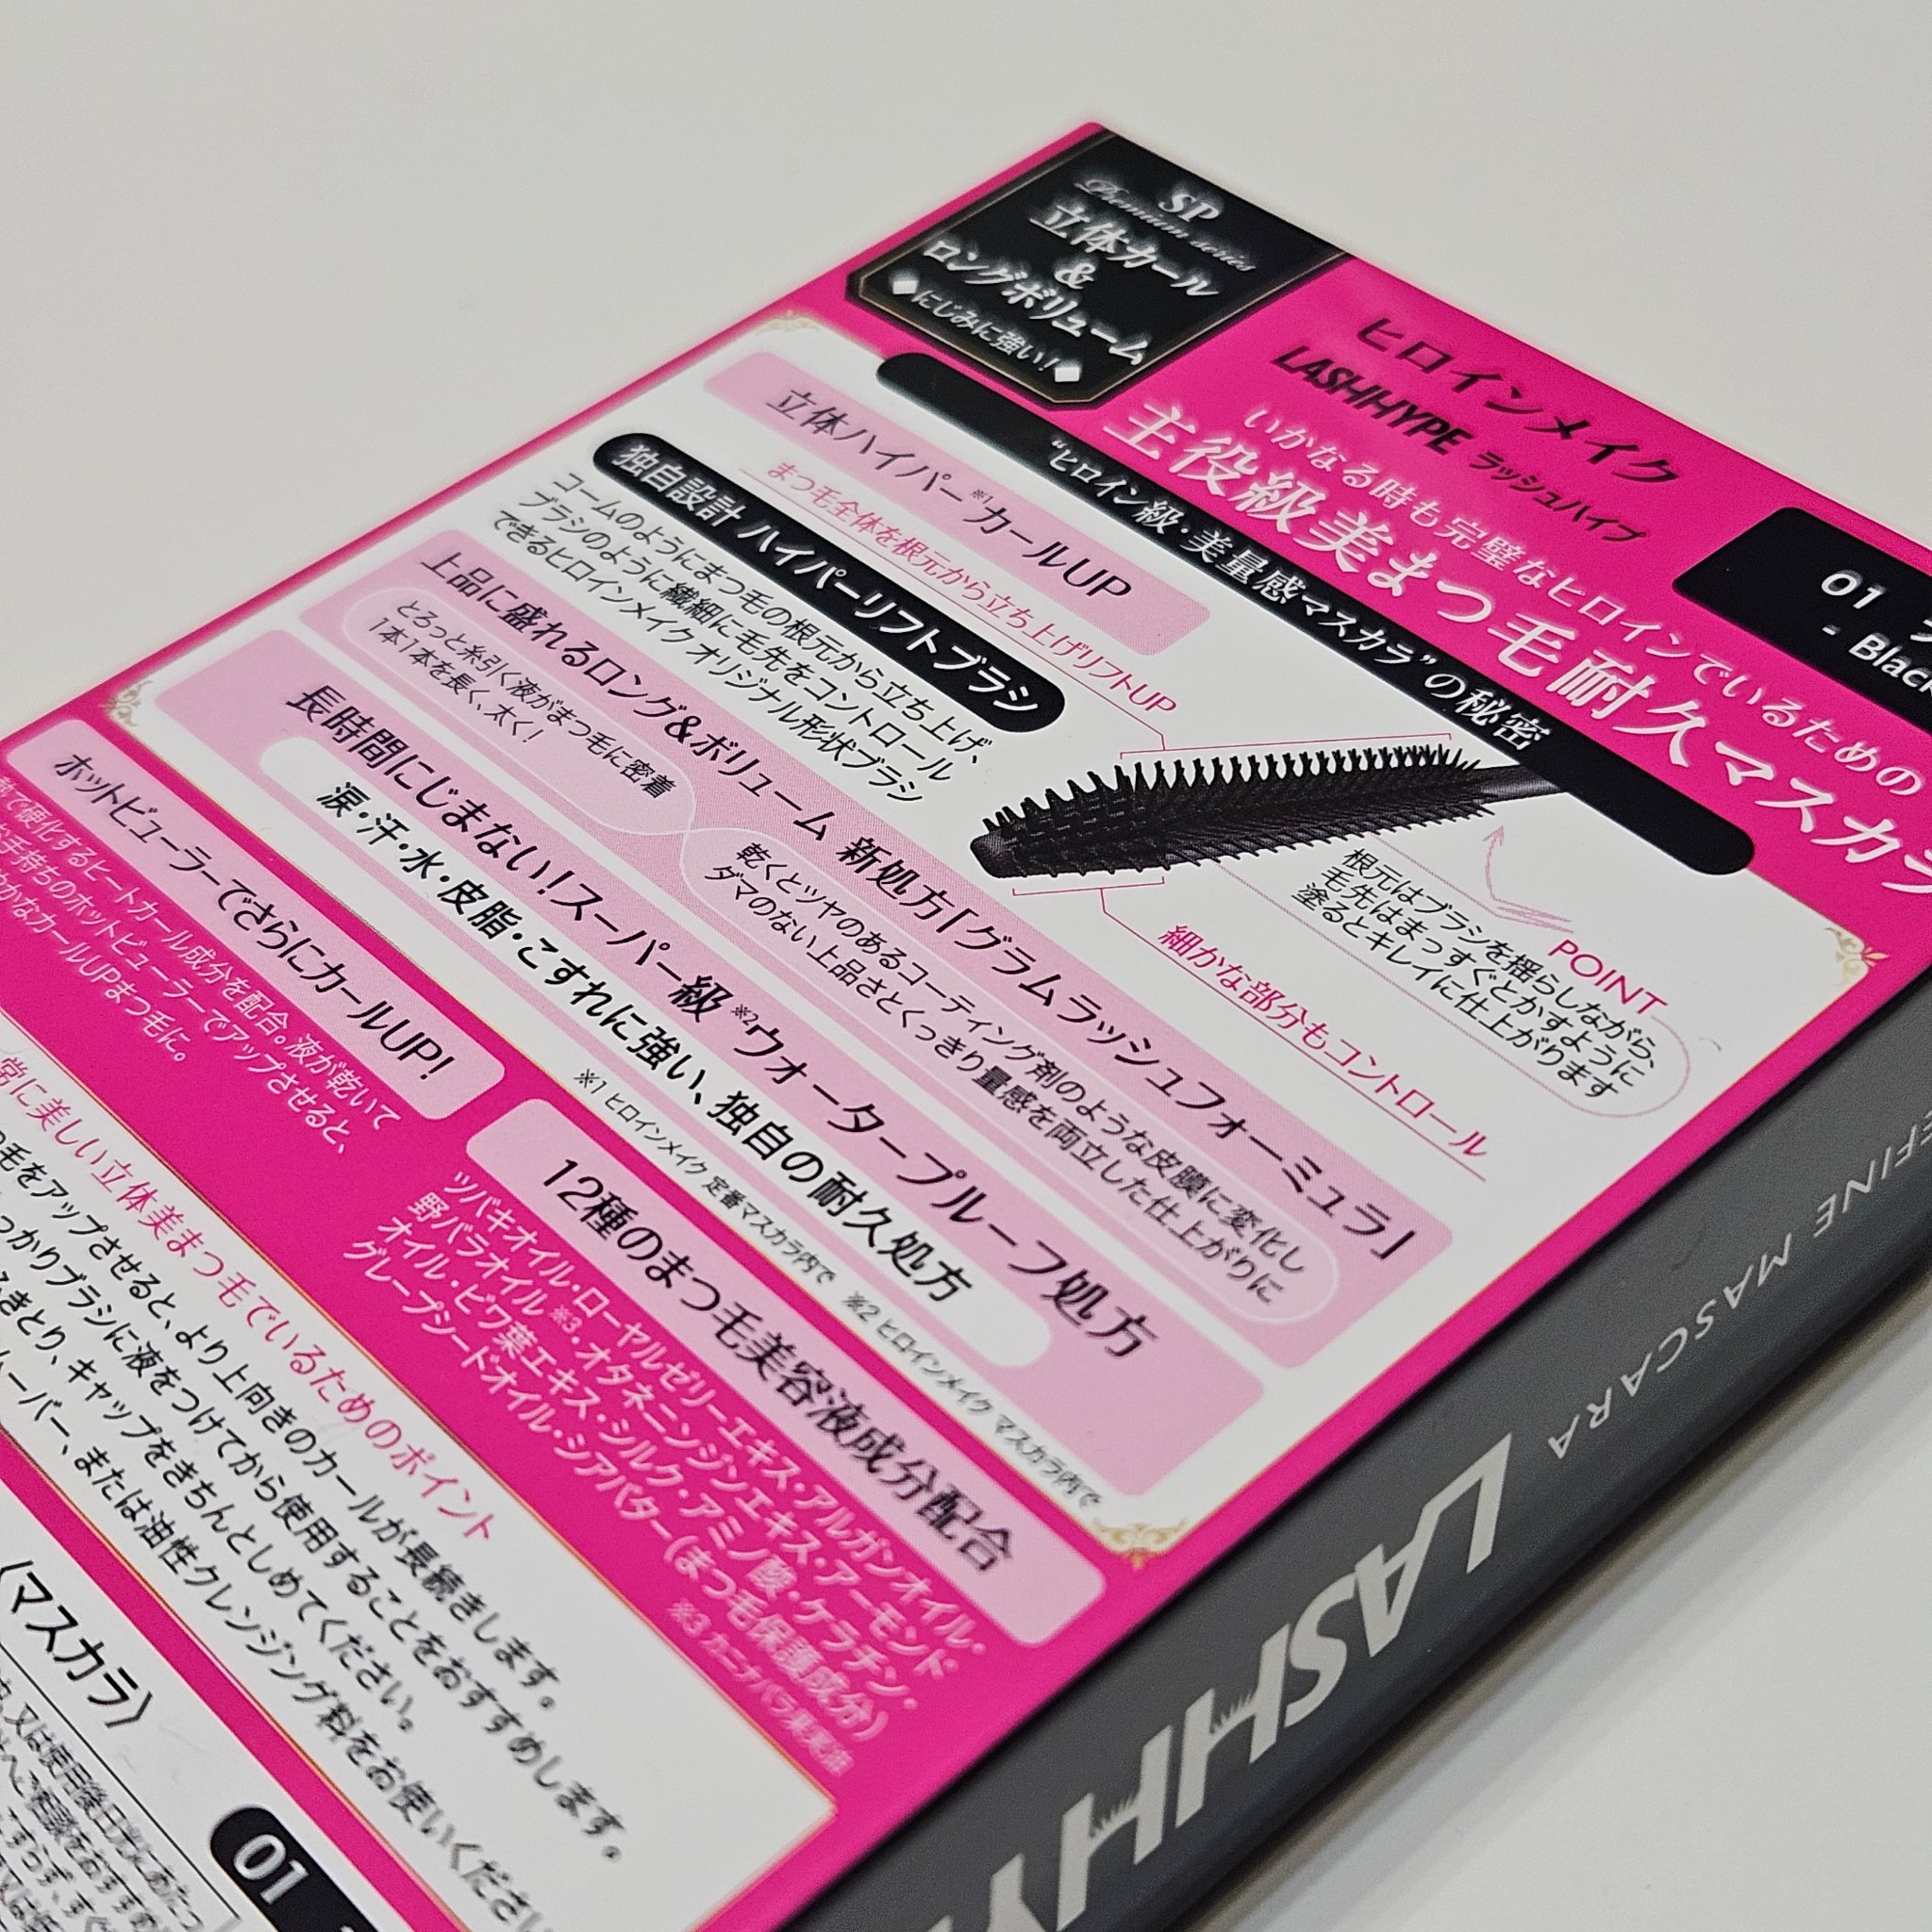 SP
Premium series
立体カール
&
ロングボリューム
◆にじみに強い!◆
ヒロインメイク
LASHHYPE ラッシュハイプ
01
- Black
いかなる時も完璧なヒロインでいるための
主役級美まつ毛耐久マスカラ
“ヒロイン級・美量感マスカラ”の秘密
立体ハイパー※1カールUP
まつ毛全体を根元から立ち上げリフトUP
独自設計 ハイパーリフトブラシ
コームのようにまつ毛の根元から立ち上げ、
ブラシのように繊細に毛先をコントロール
できるヒロインメイク オリジナル形状ブラシ
POINT
根元はブラシを揺らしながら、
毛先はまっすぐとかすように
塗るとキレイに仕上がります
細かな部分もコントロール
上品に盛れるロング&ボリューム 新処方「グラムラッシュフォーミュラ」
とろっと糸引く液がまつ毛に密着
1本1本を長く、太く!
乾くとツヤのあるコーティング剤のような皮膜に変化し
ダマのない上品さとくっきり量感を両立した仕上がりに
長時間にじまない!スーパー級※2ウォータープルーフ処方
涙・汗・水・皮脂・こすれに強い、独自の耐久処方
※1 ヒロインメイク 定番マスカラ内で ※2 ヒロインメイク マスカラ内で
ホットビューラーでさらにカールUP!
熱で硬化するヒートカール成分を配合。液が乾いて
お手持ちのホットビューラーでアップさせると、
やかなカールUPまつ毛に。
12種のまつ毛美容液成分配合
ツバキオイル・ローヤルゼリーエキス・アルガンオイル・
野バラオイル※3・オタネニンジンエキス・アーモンド
オイル・ビワ葉エキス・シルク・アミノ酸・ケラチン・
グレープシードオイル・シアバター(まつ毛保護成分)
※3 カニナバラ果実油
常に美しい立体美まつ毛でいるためのポイント
毛をアップさせると、より上向きのカールが長続きします。
っかりブラシに液をつけてから使用することをおすすめします。
ふきとり、キャップをきちんとしめてください。
ムーバー、または油性クレンジング料をお使いください
〈マスカラ〉
01
EFINE MASCARA
LASHHY